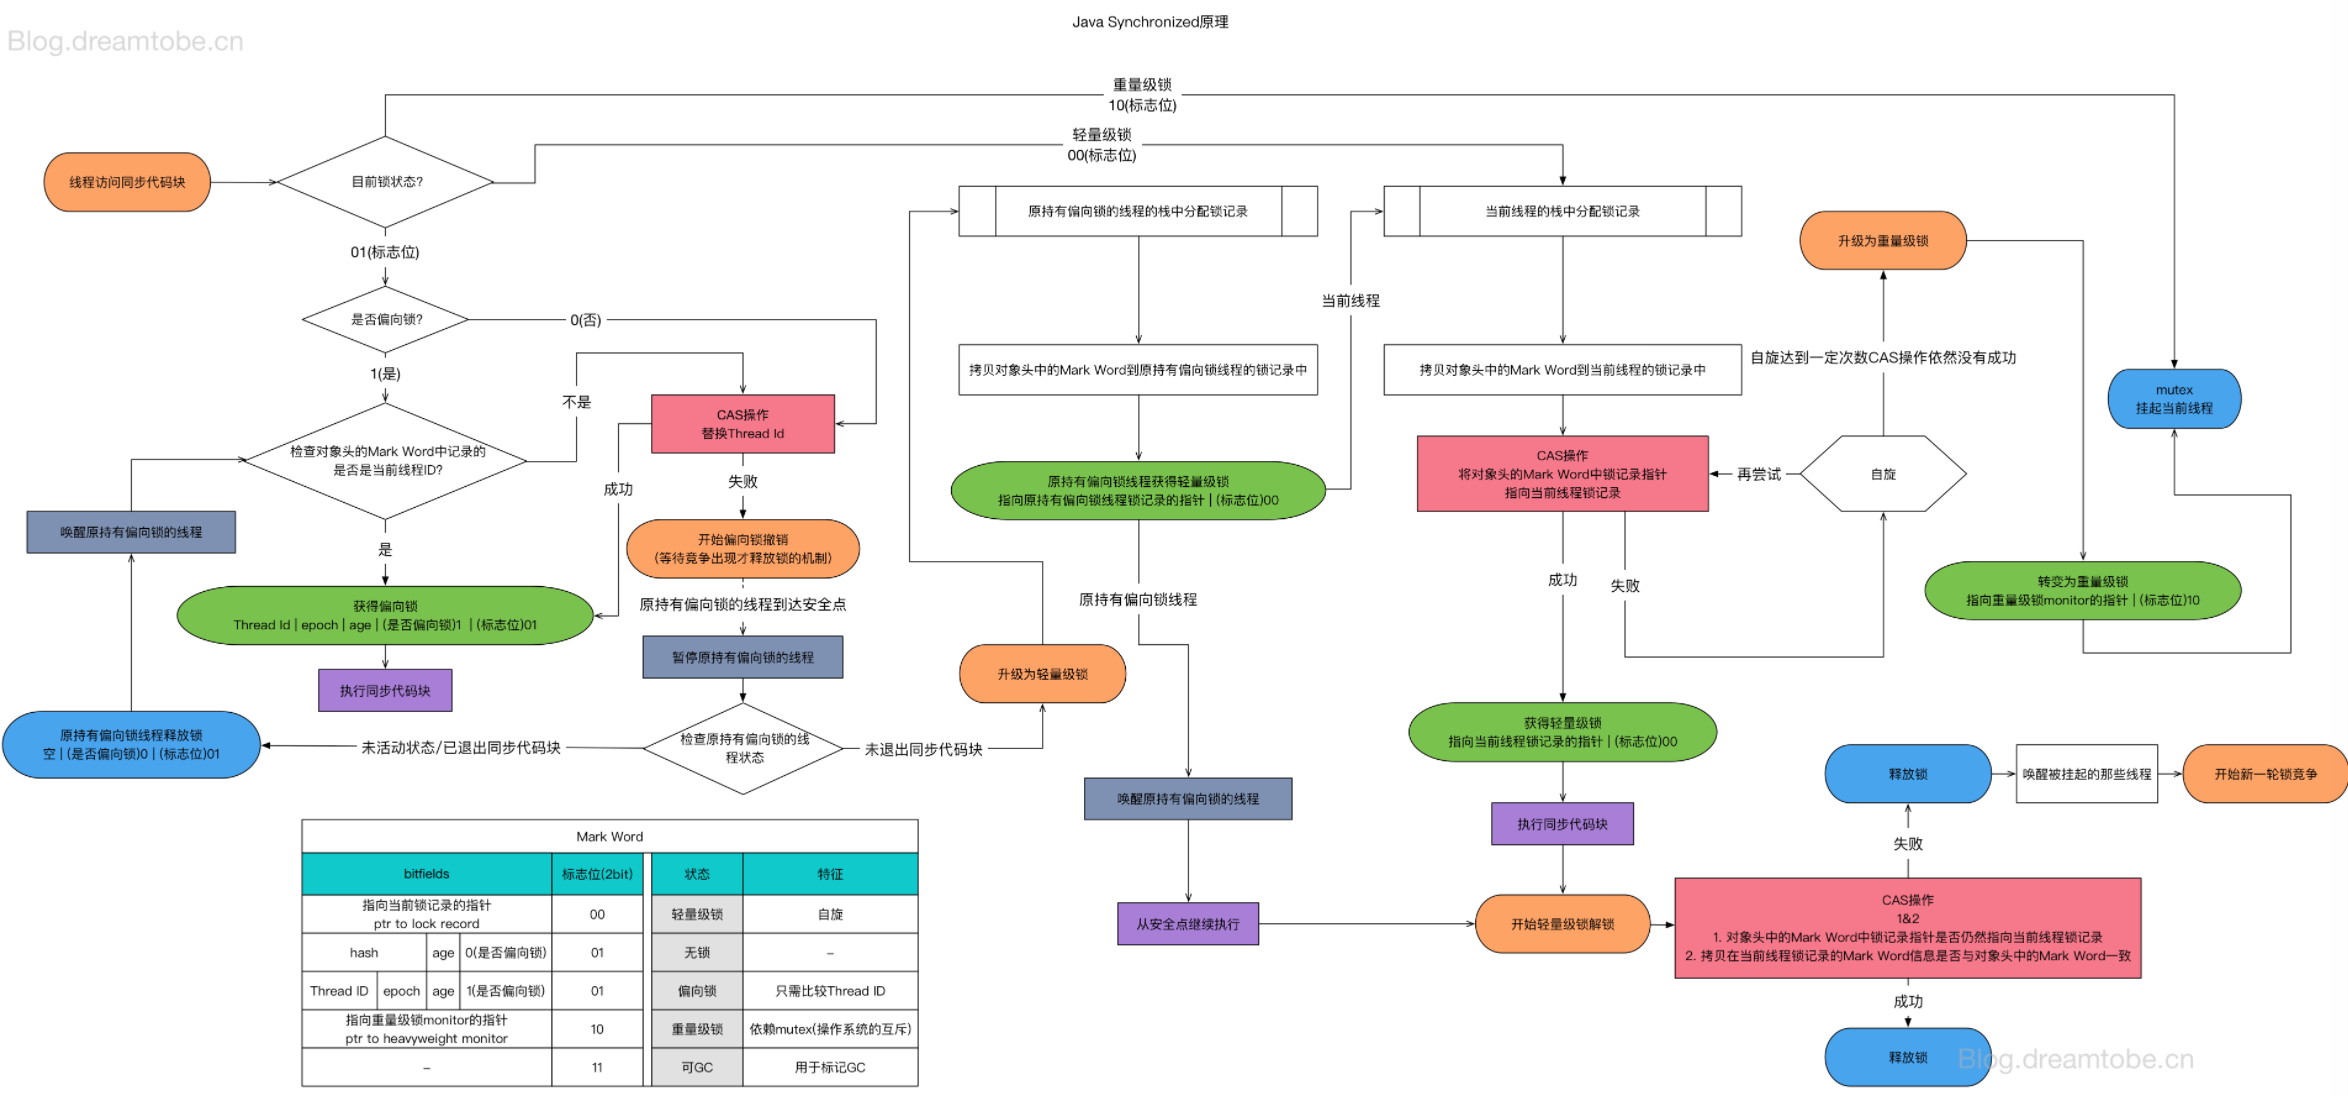 Java Synchronized原理
Blog.dreamtobe.cn
重量级锁
10(标志位)
轻量级锁
00(标志位)
线程访问同步代码块
目前锁状态?
01(标志位)
是否偏向锁?
0(否)
1(是)
不是
检查对象头的Mark Word中记录的
是否是当前线程ID?
CAS操作
替换Thread Id
成功
失败
唤醒原持有偏向锁的线程
是
开始偏向锁撤销
(等待竞争出现才释放锁的机制)
获得偏向锁
Thread Id | epoch | age | (是否偏向锁)1 | (标志位)01
原持有偏向锁的线程到达安全点
暂停原持有偏向锁的线程
执行同步代码块
原持有偏向锁线程释放锁
空 | (是否偏向锁)0 | (标志位)01
未活动状态/已退出同步代码块
检查原持有偏向锁的线
程状态
未退出同步代码块
升级为轻量级锁
原持有偏向锁的线程的栈中分配锁记录
拷贝对象头中的Mark Word到原持有偏向锁线程的锁记录中
原持有偏向锁线程获得轻量级锁
指向原持有偏向锁线程锁记录的指针 | (标志位)00
当前线程
原持有偏向锁线程
唤醒原持有偏向锁的线程
从安全点继续执行
当前线程的栈中分配锁记录
拷贝对象头中的Mark Word到当前线程的锁记录中
CAS操作
将对象头的Mark Word中锁记录指针
指向当前线程锁记录
再尝试
自旋
自旋达到一定次数CAS操作依然没有成功
升级为重量级锁
mutex
挂起当前线程
转变为重量级锁
指向重量级锁monitor的指针 | (标志位)10
成功
失败
获得轻量级锁
指向当前线程锁记录的指针 | (标志位)00
执行同步代码块
开始轻量级锁解锁
CAS操作
1&2
1. 对象头中的Mark Word中锁记录指针是否仍然指向当前线程锁记录
2. 拷贝在当前线程锁记录的Mark Word信息是否与对象头中的Mark Word一致
失败
释放锁
唤醒被挂起的那些线程
开始新一轮锁竞争
成功
释放锁
Blog.dreamtobe.cn
Mark Word
bitfields 标志位(2bit) 状态 特征
指向当前锁记录的指针
ptr to lock record 00 轻量级锁 自旋
hash age 0(是否偏向锁) 01 无锁 –
Thread ID epoch age 1(是否偏向锁) 01 偏向锁 只需比较Thread ID
指向重量级锁monitor的指针
ptr to heavyweight monitor 10 重量级锁 依赖mutex(操作系统的互斥)
– 11 可GC 用于标记GC